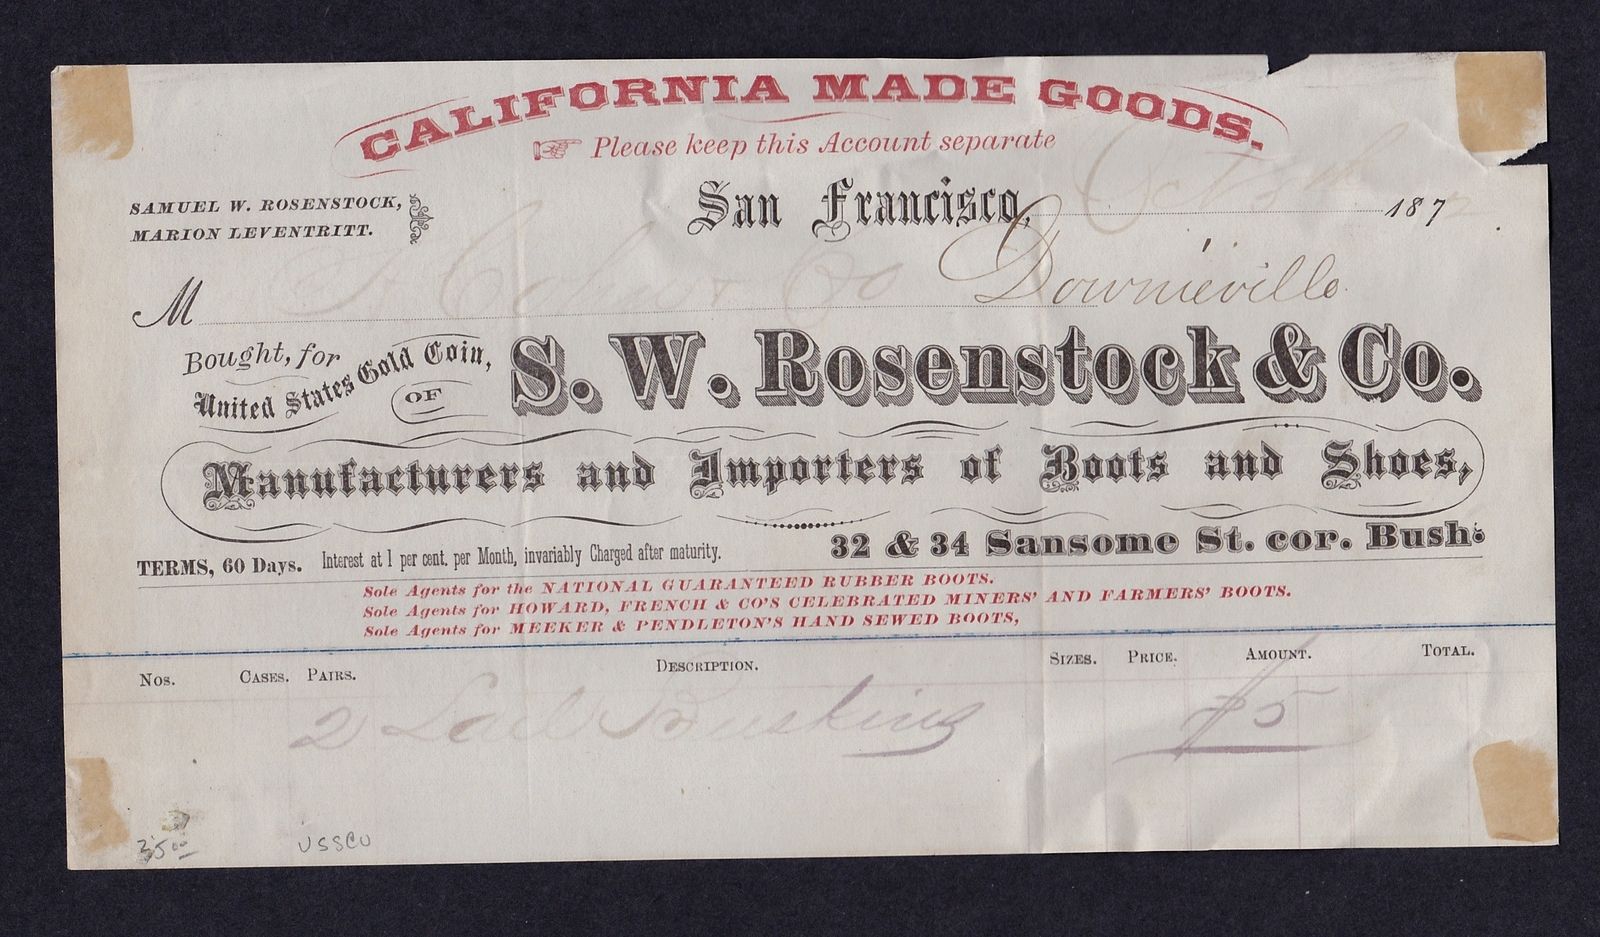 CALIFORNIA MADE GOODS.
Please keep this Account separate
SAMUEL W. ROSENSTOCK,
MARION LEVENTRITT.
San Francisco, Oct 187
M & Co Downieville
Bought, for
United States Gold Coin,
OF
S. W. Rosenstock & Co.
Manufacturers and Importers of Boots and Shoes,
32 & 34 Sansome St. cor. Bush.
TERMS, 60 Days. Interest at 1 per cent. per Month, invariably Charged after maturity.
Sole Agents for the NATIONAL GUARANTEED RUBBER BOOTS.
Sole Agents for HOWARD, FRENCH & CO'S CELEBRATED MINERS' AND FARMERS' BOOTS.
Sole Agents for MEEKER & PENDLETON'S HAND SEWED BOOTS,
NOS. CASES. PAIRS. DESCRIPTION. SIZES. PRICE. AMOUNT. TOTAL.
2 Buskins
3500 USSCU